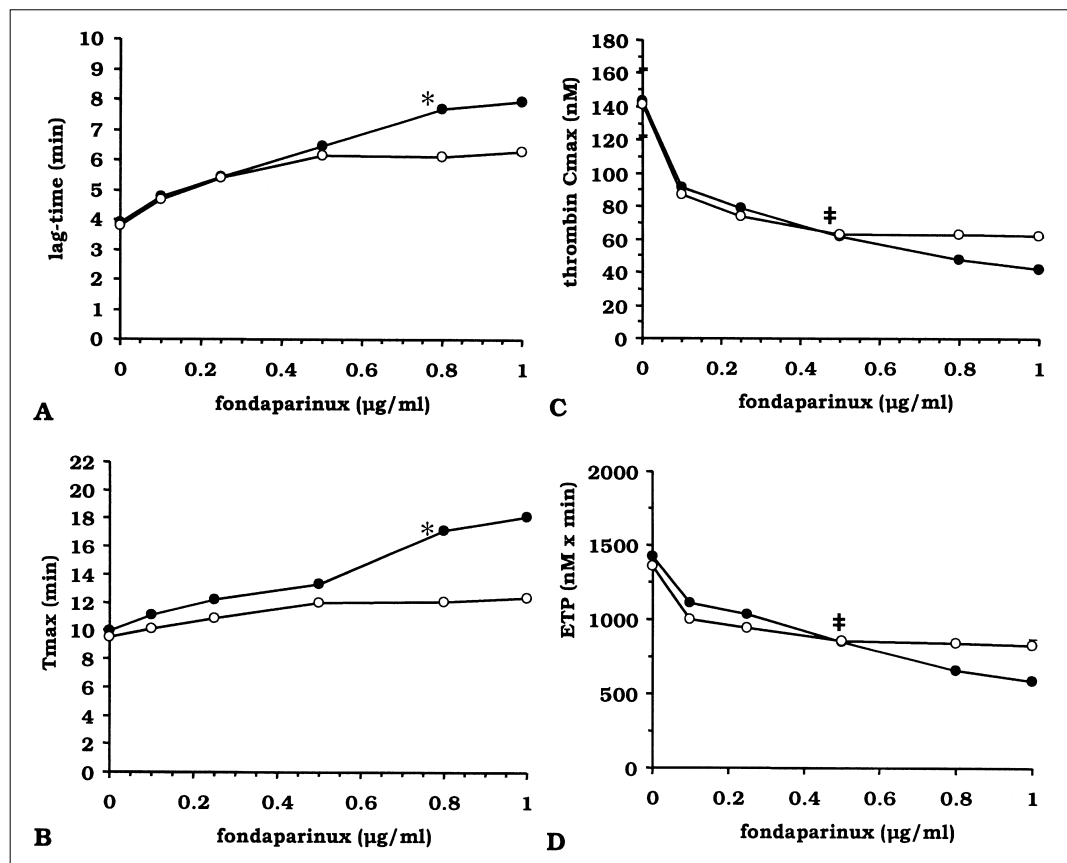 10
9
8
7
6
5
4
3
2
1
0
lag-time (min)
*
0 0.2 0.4 0.6 0.8 1
fondaparinux (µg/ml)
A
180
160
140
120
100
80
60
40
20
0
thrombin Cmax (nM)
‡
0 0.2 0.4 0.6 0.8 1
fondaparinux (µg/ml)
C
22
20
18
16
14
12
10
8
6
4
2
0
Tmax (min)
*
0 0.2 0.4 0.6 0.8 1
fondaparinux (µg/ml)
B
2000
1500
1000
500
0
ETP (nM x min)
‡
0 0.2 0.4 0.6 0.8 1
fondaparinux (µg/ml)
D